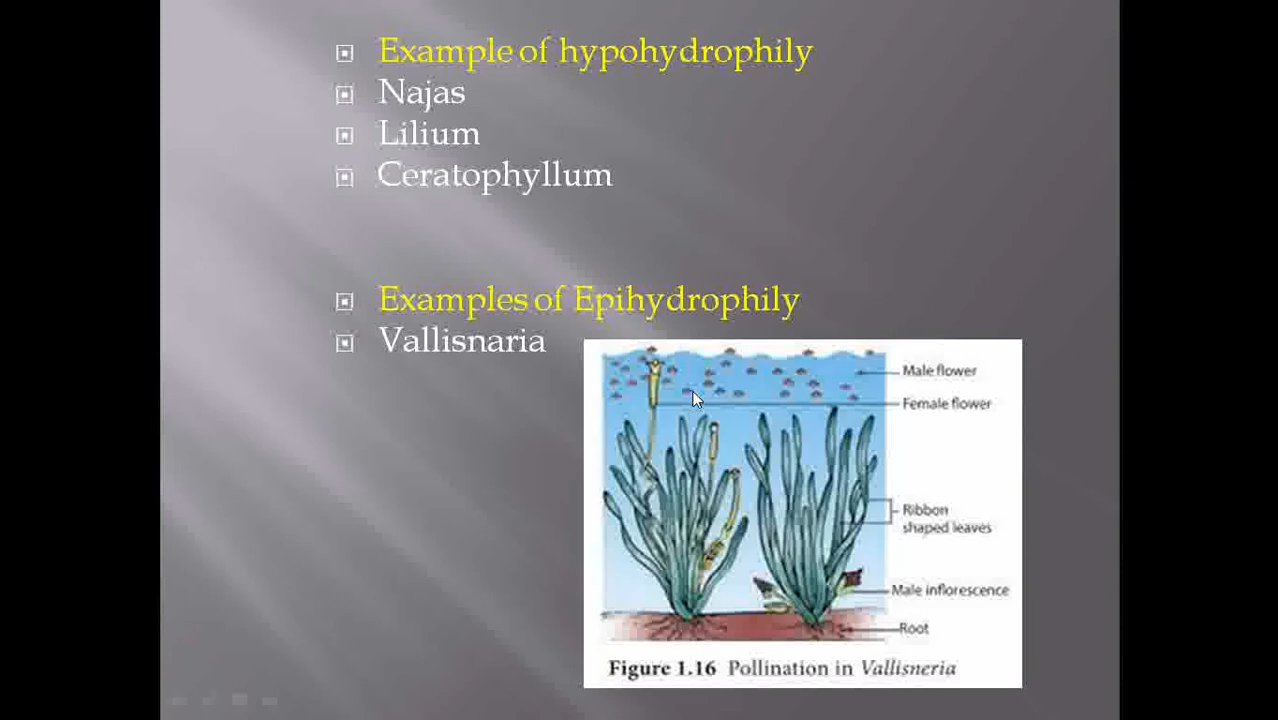 Example of hypohydrophily
Najas
Lilium
Ceratophyllum
Examples of Epihydrophily
Vallisnaria
Male flower
Female flower
Ribbon
shaped leaves
Male inflorescence
Root
Figure 1.16 Pollination in Vallisneria